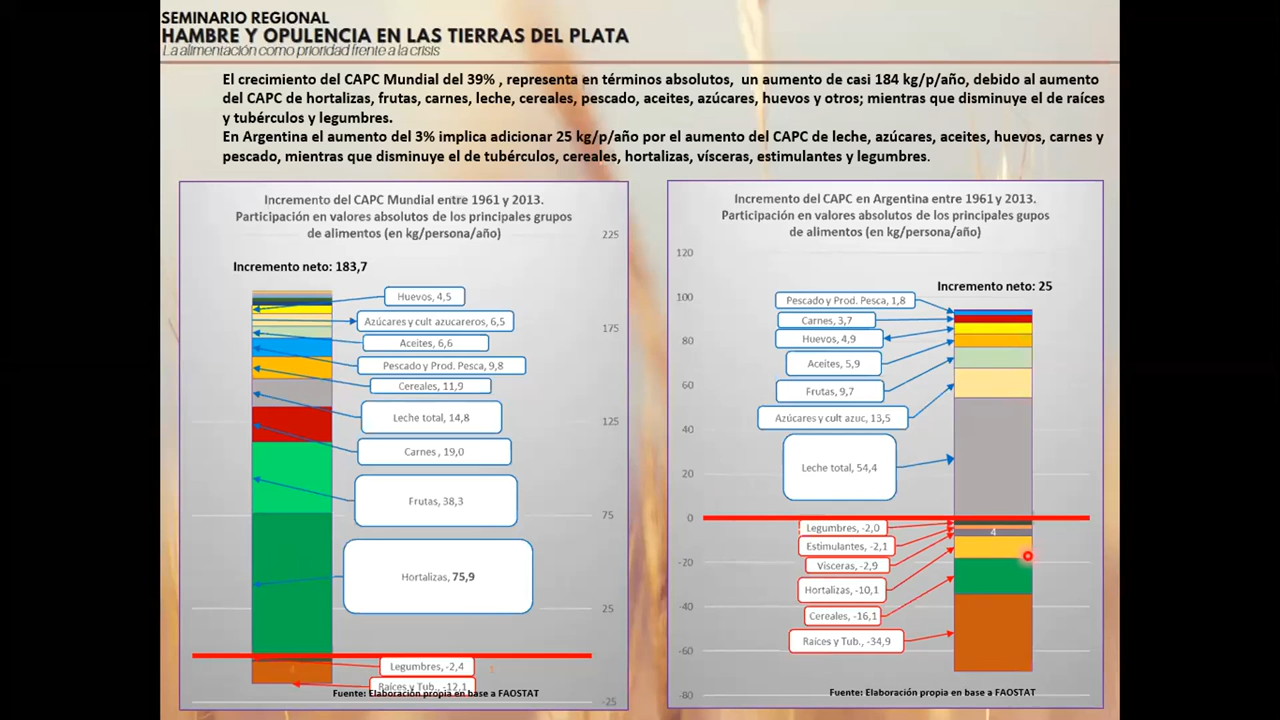 SEMINARIO REGIONAL
HAMBRE Y OPULENCIA EN LAS TIERRAS DEL PLATA
La alimentación como prioridad frente a la crisis
El crecimiento del CAPC Mundial del 39% , representa en términos absolutos, un aumento de casi 184 kg/p/año, debido al aumento
del CAPC de hortalizas, frutas, carnes, leche, cereales, pescado, aceites, azúcares, huevos y otros; mientras que disminuye el de raíces
y tubérculos y legumbres.
En Argentina el aumento del 3% implica adicionar 25 kg/p/año por el aumento del CAPC de leche, azúcares, aceites, huevos, carnes y
pescado, mientras que disminuye el de tubérculos, cereales, hortalizas, vísceras, estimulantes y legumbres.
Incremento del CAPC Mundial entre 1961 y 2013.
Participación en valores absolutos de los principales grupos
de alimentos (en kg/persona/año)
225
Incremento neto: 183,7
Huevos, 4,5
Azúcares y cult azucareros, 6,5
175
Aceites, 6,6
Pescado y Prod. Pesca, 9,8
Cereales, 11,9
Leche total, 14,8
125
Carnes , 19,0
Frutas, 38,3
75
Hortalizas, 75,9
25
Legumbres, -2,4
1
Raíces y Tub., -12,1
Fuente: Elaboración propia en base a FAOSTAT
-25
Incremento del CAPC en Argentina entre 1961 y 2013.
Participación en valores absolutos de los principales gupos
de alimentos (en kg/persona/año)
120
Incremento neto: 25
100
Pescado y Prod. Pesca, 1,8
Carnes, 3,7
Huevos, 4,9
80
Aceites, 5,9
Frutas, 9,7
60
Azúcares y cult azuc, 13,5
40
Leche total, 54,4
20
0
Legumbres, -2,0
4
Estimulantes, -2,1
-20
Vísceras, -2,9
Hortalizas, -10,1
-40
Cereales, -16,1
Raíces y Tub., -34,9
-60
Fuente: Elaboración propia en base a FAOSTAT
-80